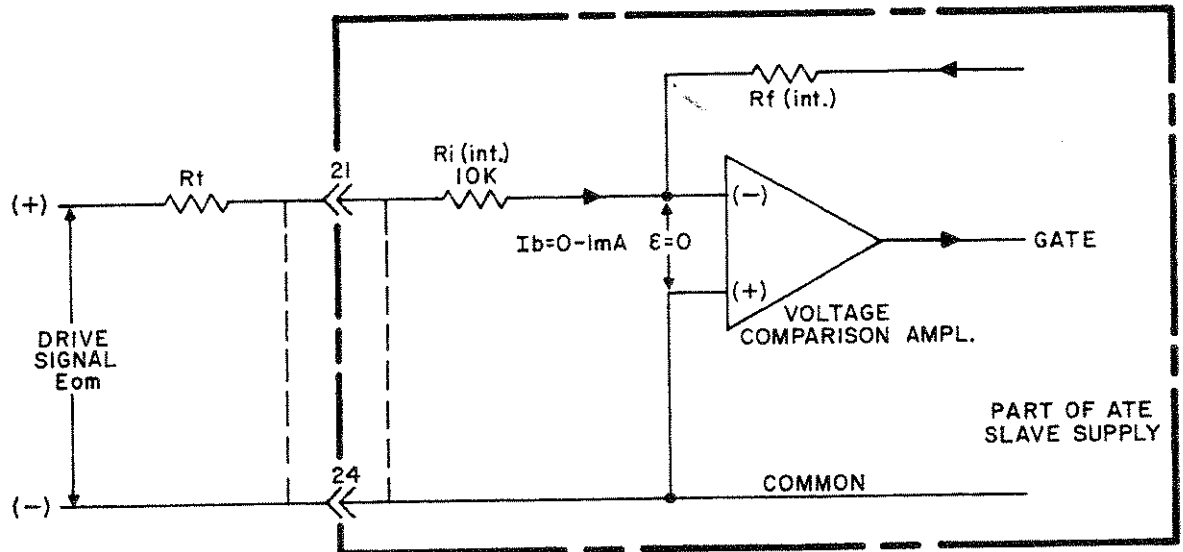 Rf (int.)
21
Ri (int.)
10K
Rt
(+)
(–)
Ib=0-1mA
ε=0
GATE
(+)
VOLTAGE
COMPARISON AMPL.
DRIVE
SIGNAL
Eom
PART OF ATE
SLAVE SUPPLY
24
COMMON
(–)